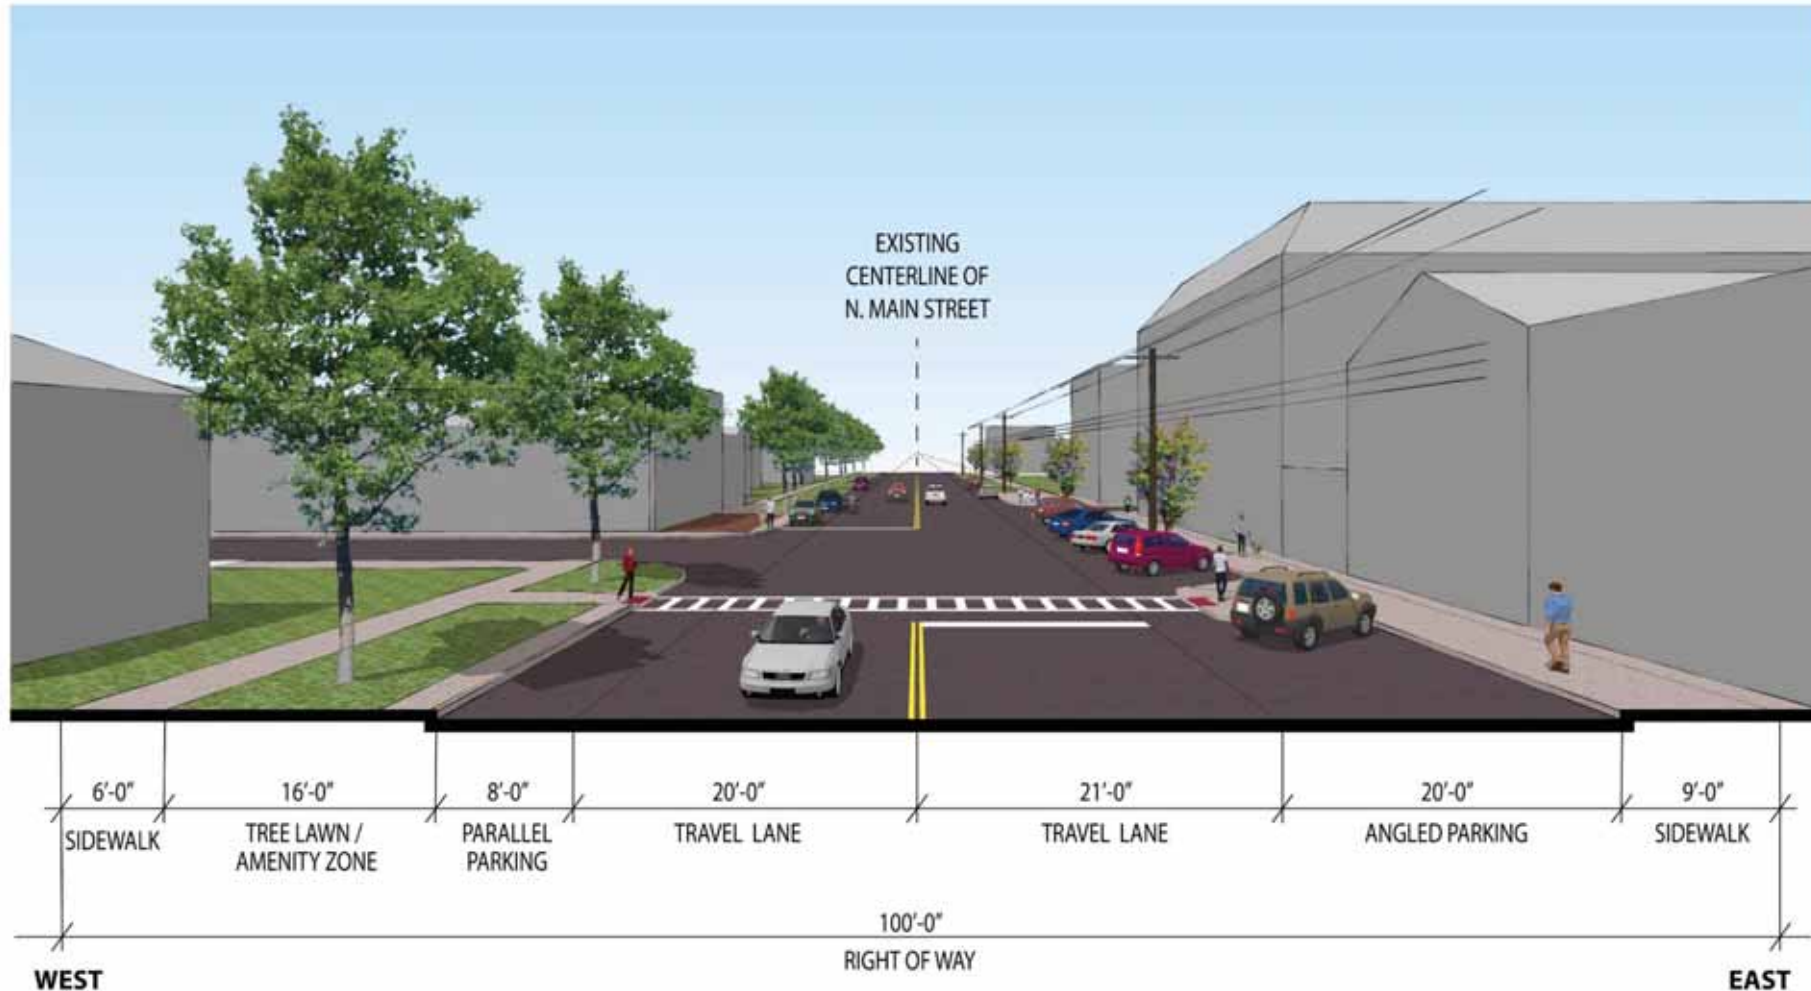 EXISTING
CENTERLINE OF
N. MAIN STREET
6'-0"
16'-0"
8'-0"
20'-0"
21'-0"
20'-0"
9'-0"
SIDEWALK
TREE LAWN /
AMENITY ZONE
PARALLEL
PARKING
TRAVEL LANE
TRAVEL LANE
ANGLED PARKING
SIDEWALK
100'-0"
RIGHT OF WAY
WEST
EAST